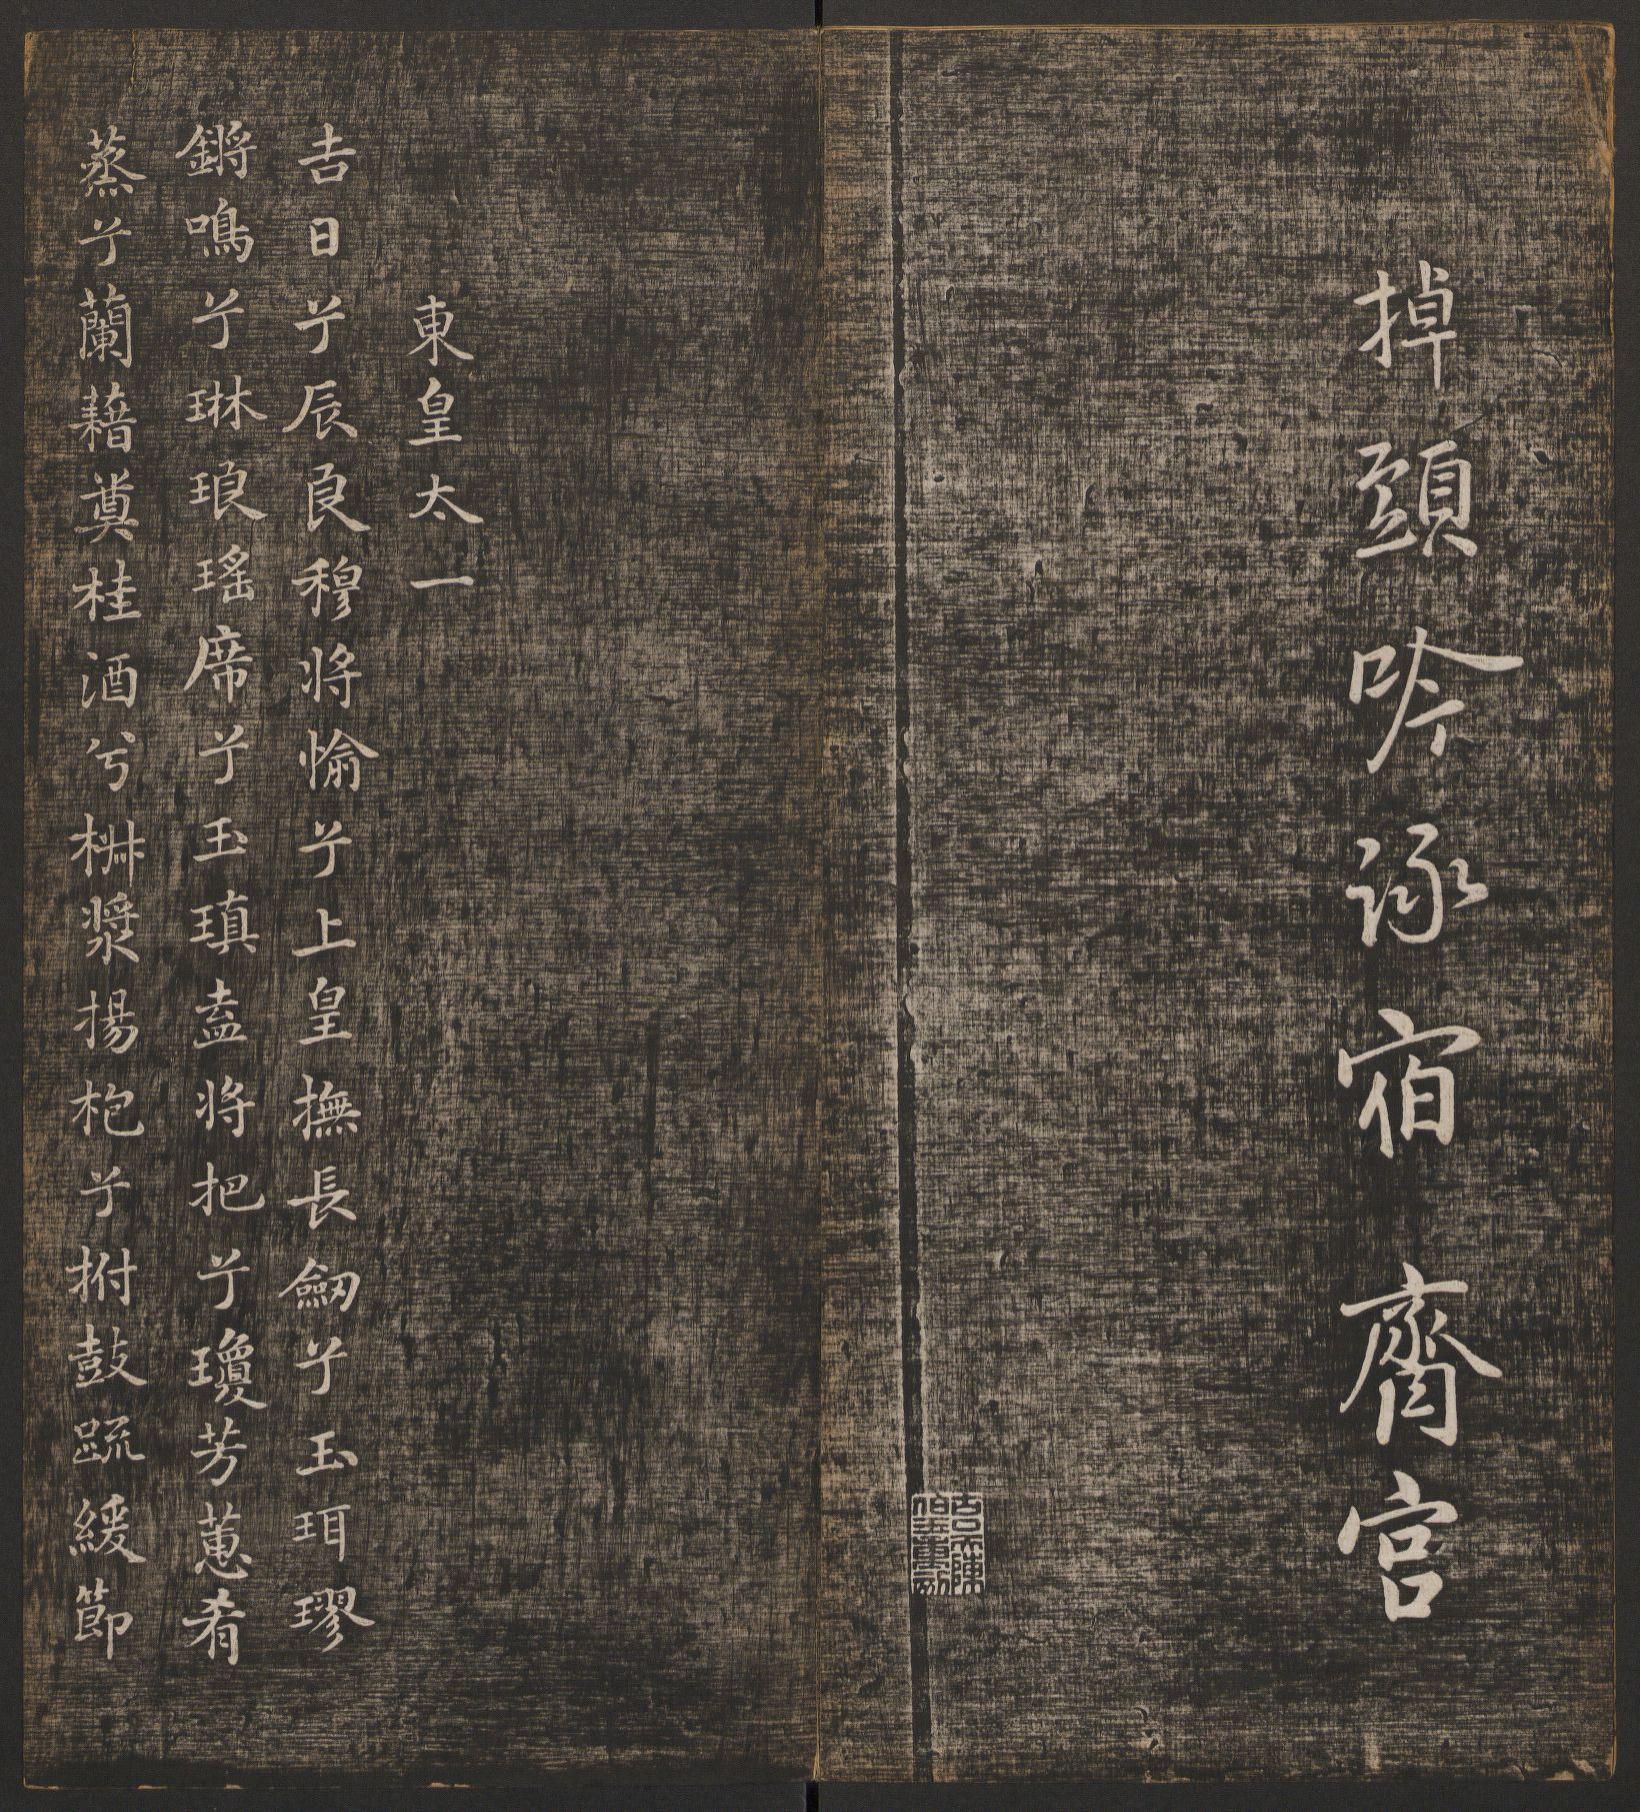 掉頭吟詠宿齋宮
東皇太一
吉日兮辰良穆將愉兮上皇撫長劒兮玉珥璆
鏘鳴兮琳琅瑤席兮玉瑱盍將把兮瓊芳蕙肴
蒸兮蘭藉奠桂酒兮椒漿揚枹兮拊鼓疏緩節